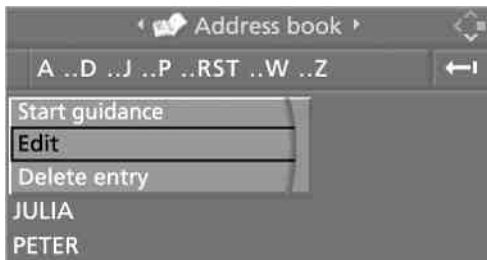 Address book
A ..D ..J ..P ..RST ..W ..Z
Start guidance
Edit
Delete entry
JULIA
PETER